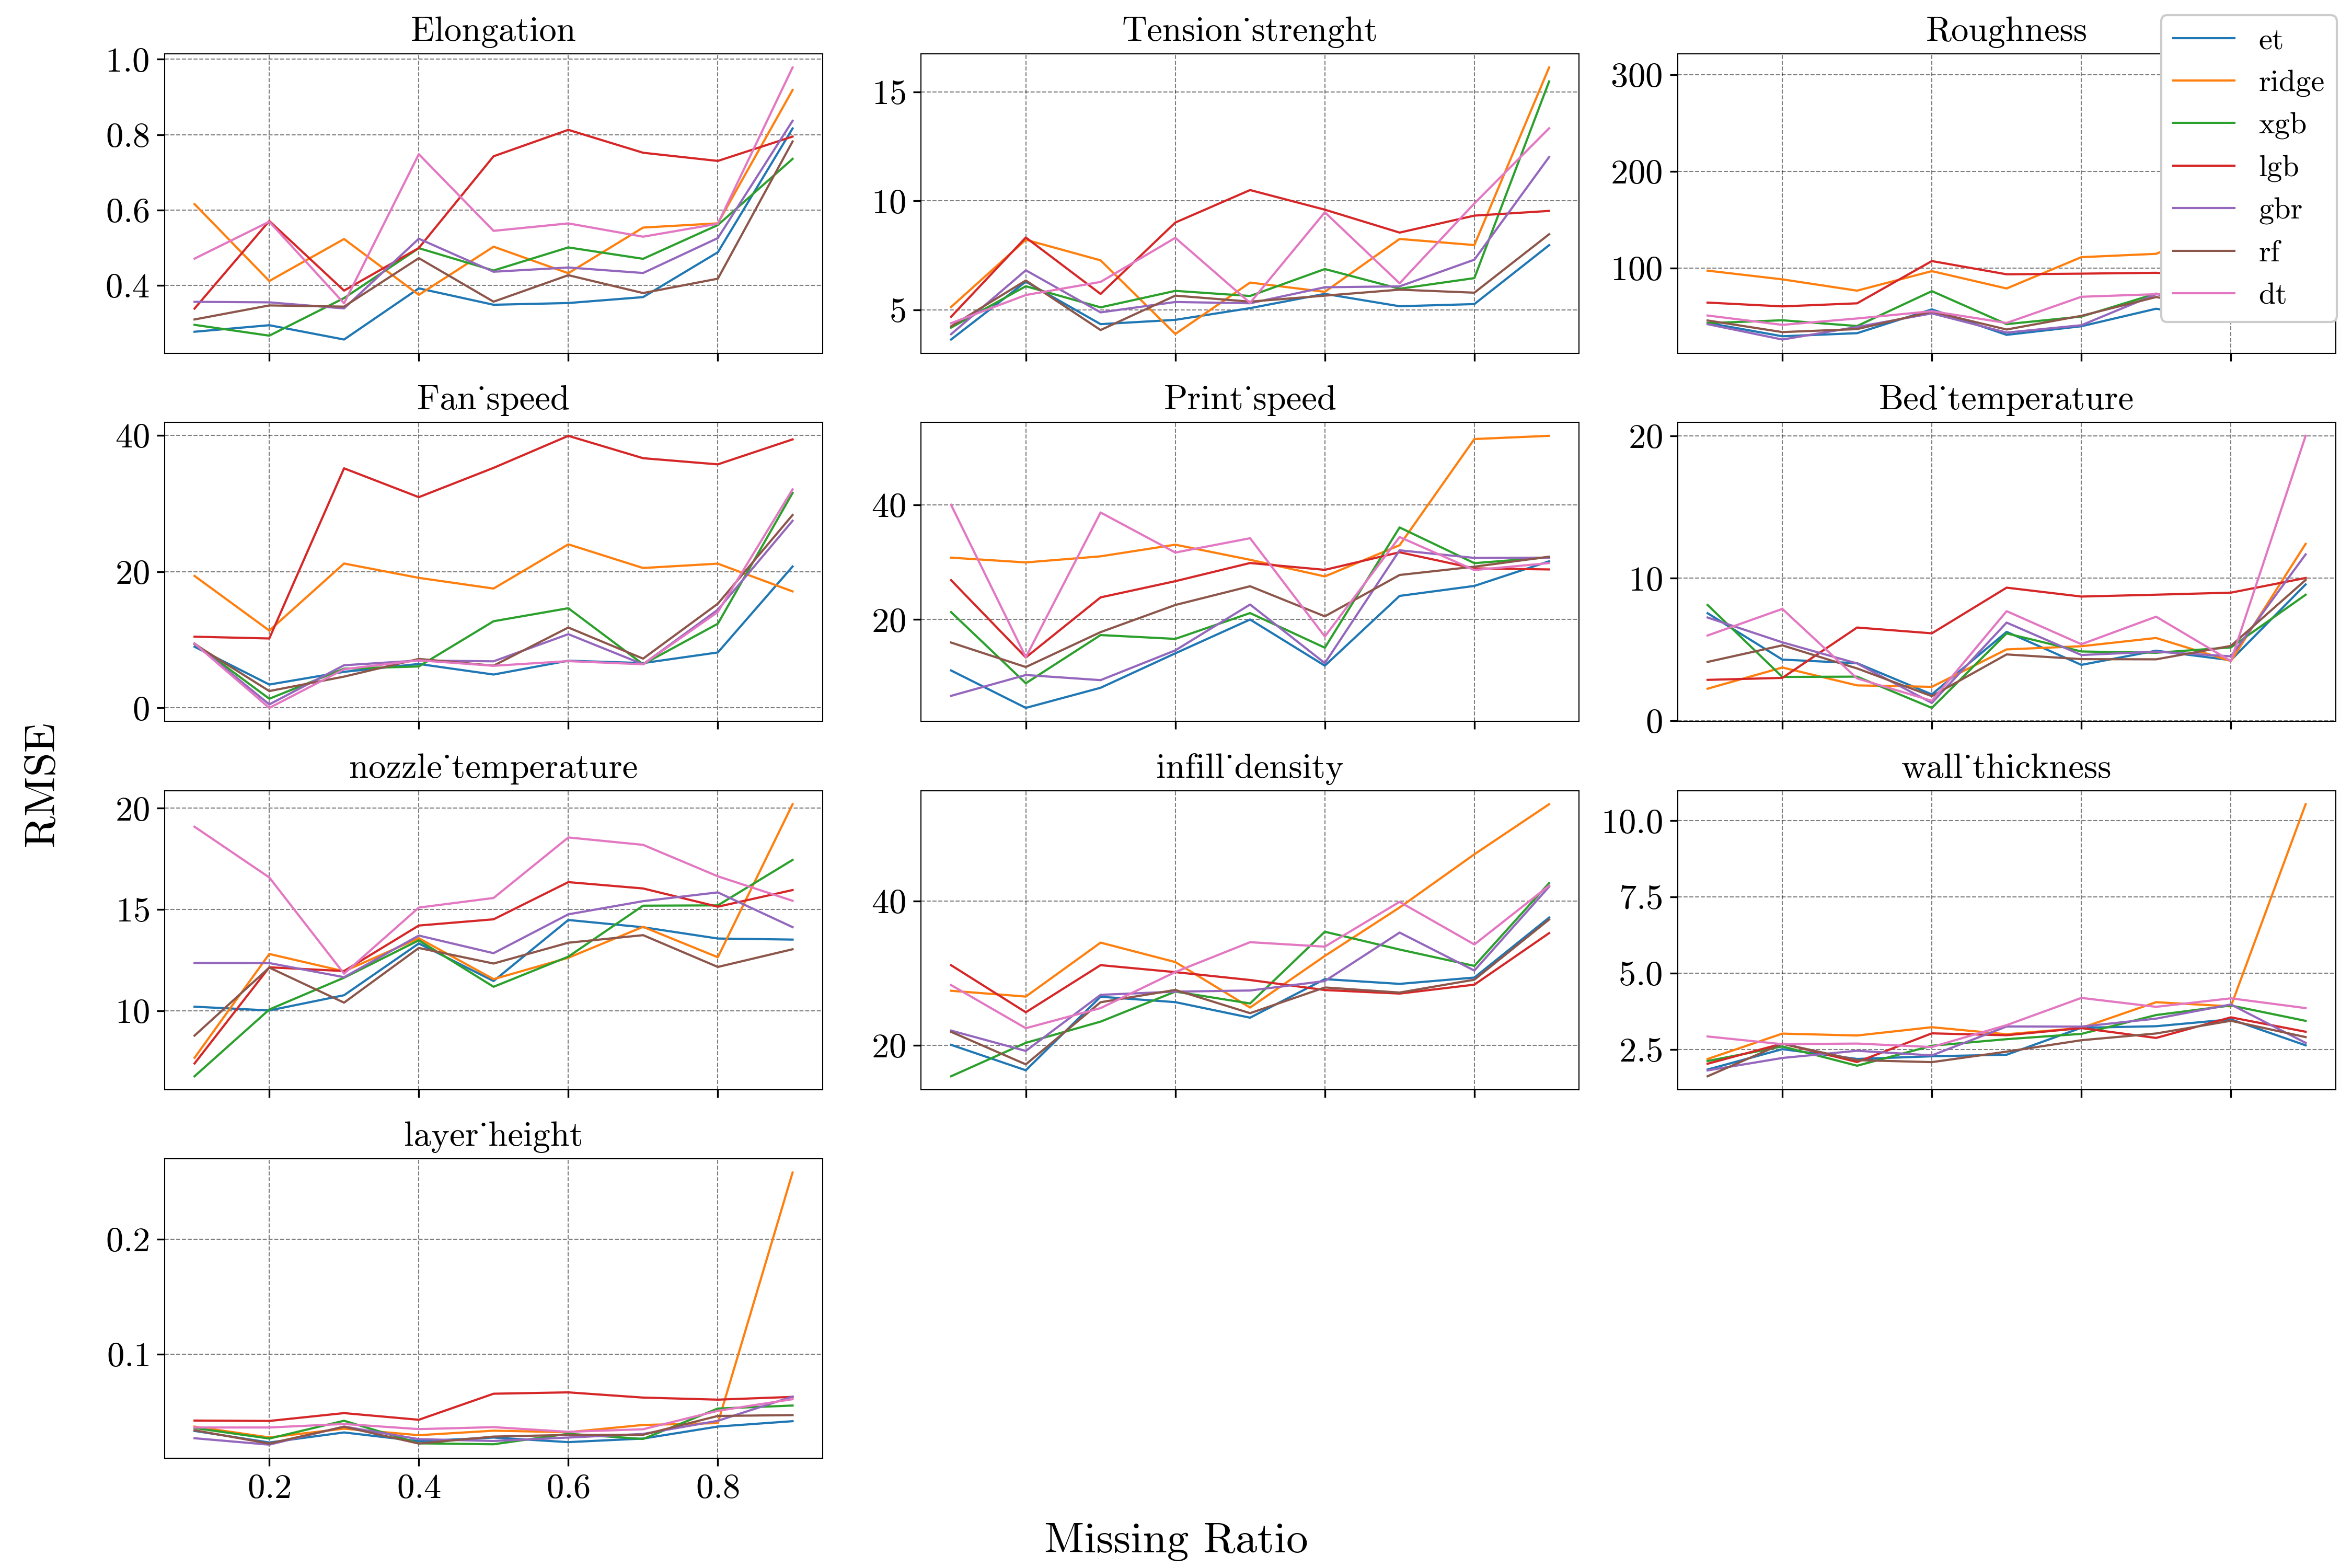 Elongation
1.0
0.8
0.6
0.4
Tension˙strenght
15
10
5
Roughness
300
200
100
et
ridge
xgb
lgb
gbr
rf
dt
Fan˙speed
40
20
0
Print˙speed
40
20
Bed˙temperature
20
10
0
RMSE
nozzle˙temperature
20
15
10
infill˙density
40
20
wall˙thickness
10.0
7.5
5.0
2.5
layer˙height
0.2
0.1
0.2 0.4 0.6 0.8
Missing Ratio